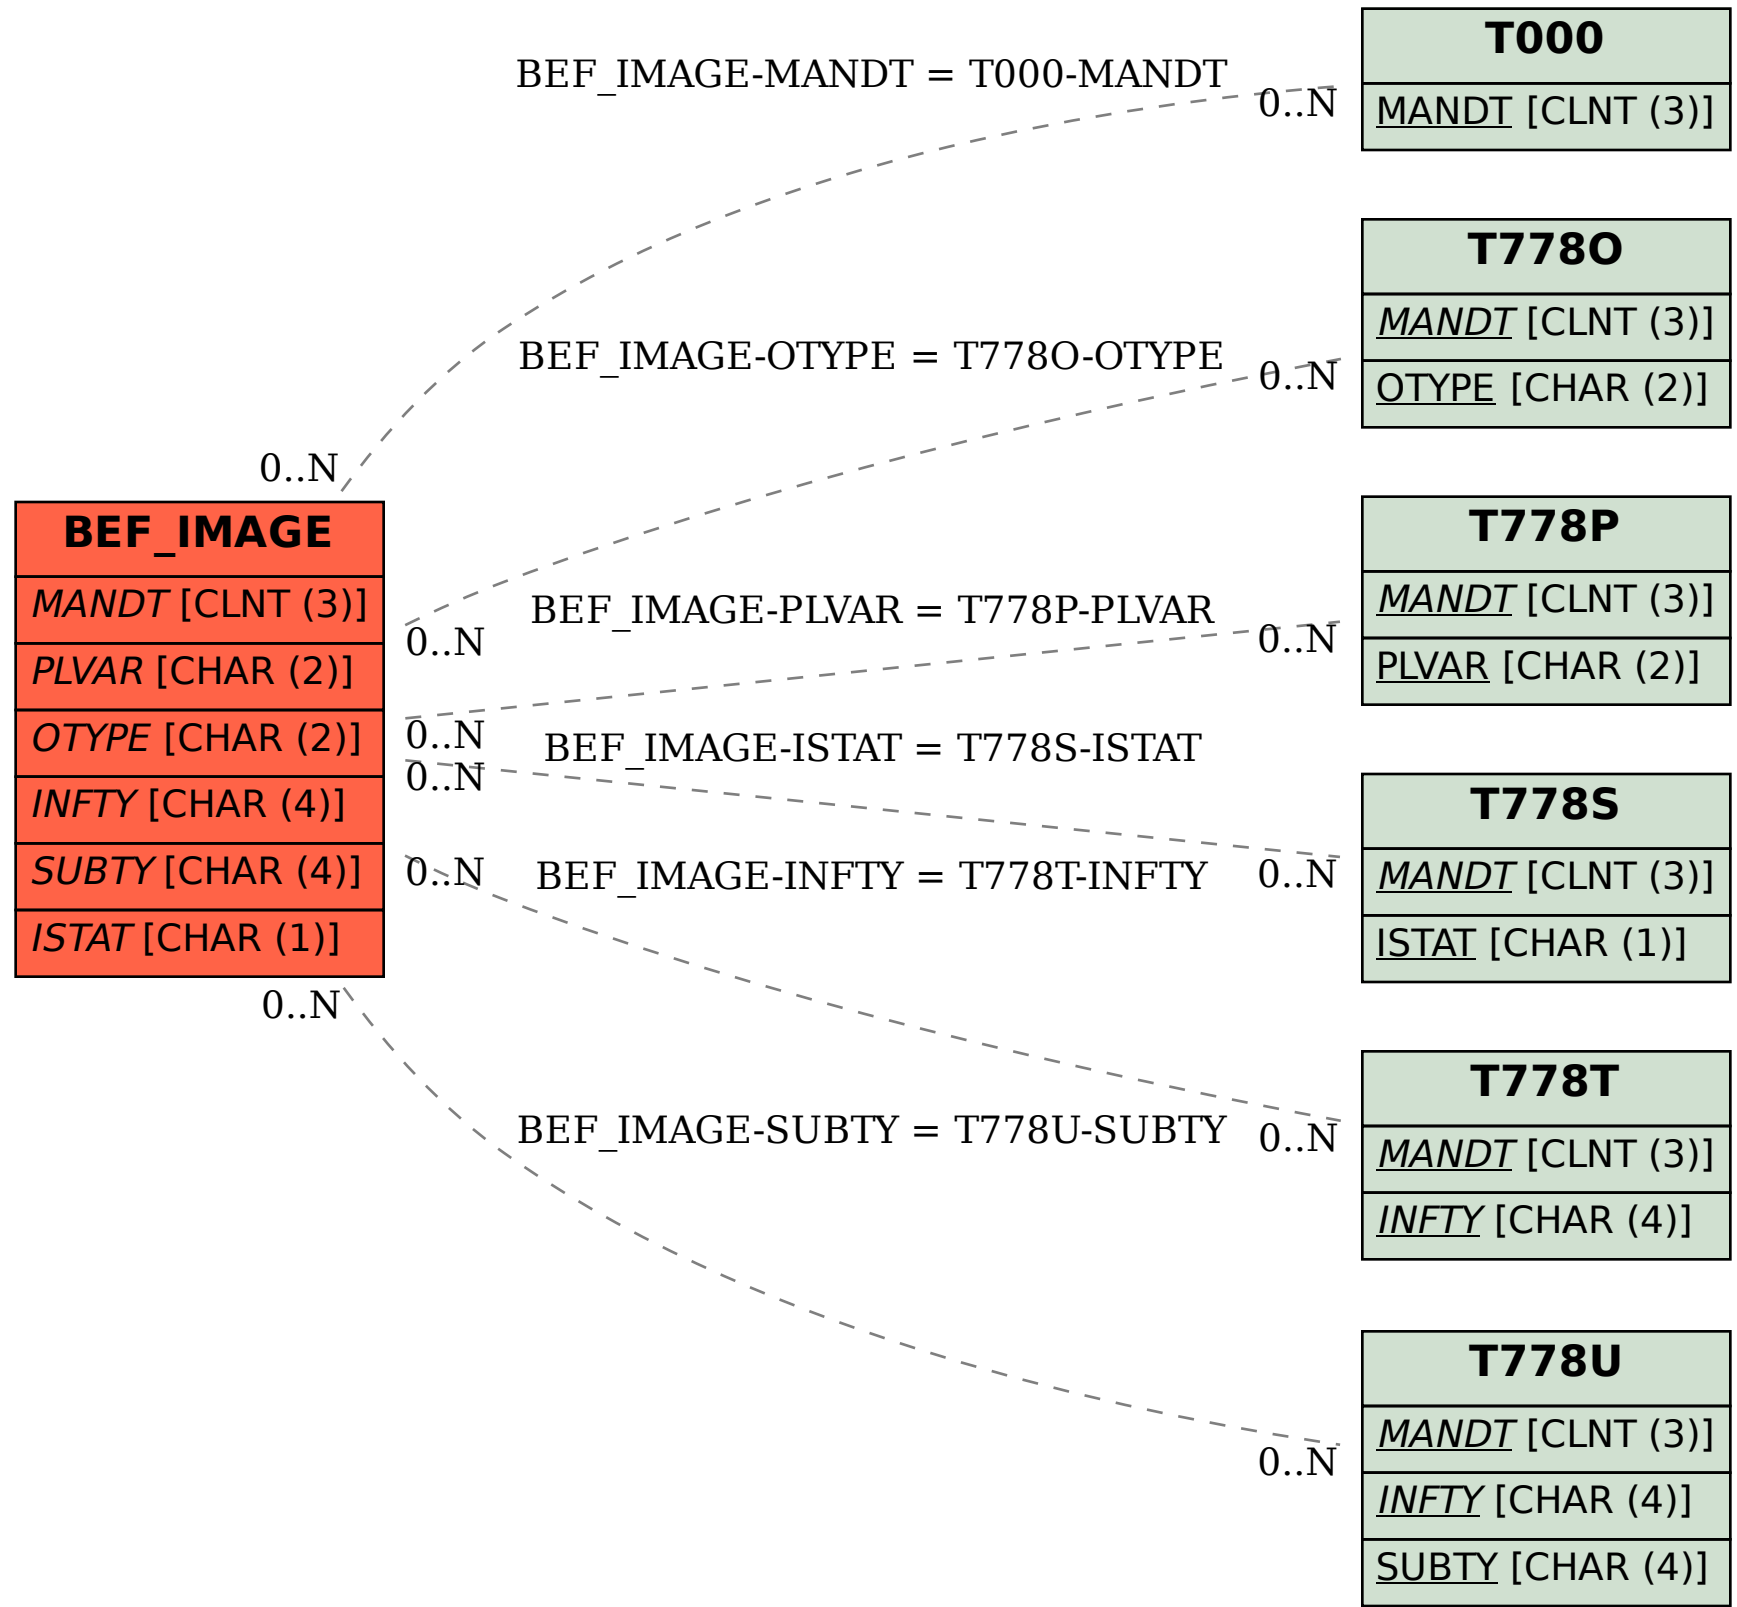 T000
BEF_IMAGE-MANDT = T000-MANDT
0..N
MANDT [CLNT (3)]
T778O
MANDT [CLNT (3)]
BEF_IMAGE-OTYPE = T778O-OTYPE
0..N
OTYPE [CHAR (2)]
0..N
BEF_IMAGE
MANDT [CLNT (3)]
PLVAR [CHAR (2)]
OTYPE [CHAR (2)]
INFTY [CHAR (4)]
SUBTY [CHAR (4)]
ISTAT [CHAR (1)]
T778P
MANDT [CLNT (3)]
PLVAR [CHAR (2)]
BEF_IMAGE-PLVAR = T778P-PLVAR
0..N
0..N
0..N
BEF_IMAGE-ISTAT = T778S-ISTAT
0..N
T778S
MANDT [CLNT (3)]
ISTAT [CHAR (1)]
0..N
BEF_IMAGE-INFTY = T778T-INFTY
0..N
0..N
T778T
MANDT [CLNT (3)]
INFTY [CHAR (4)]
BEF_IMAGE-SUBTY = T778U-SUBTY
0..N
T778U
MANDT [CLNT (3)]
INFTY [CHAR (4)]
SUBTY [CHAR (4)]
0..N